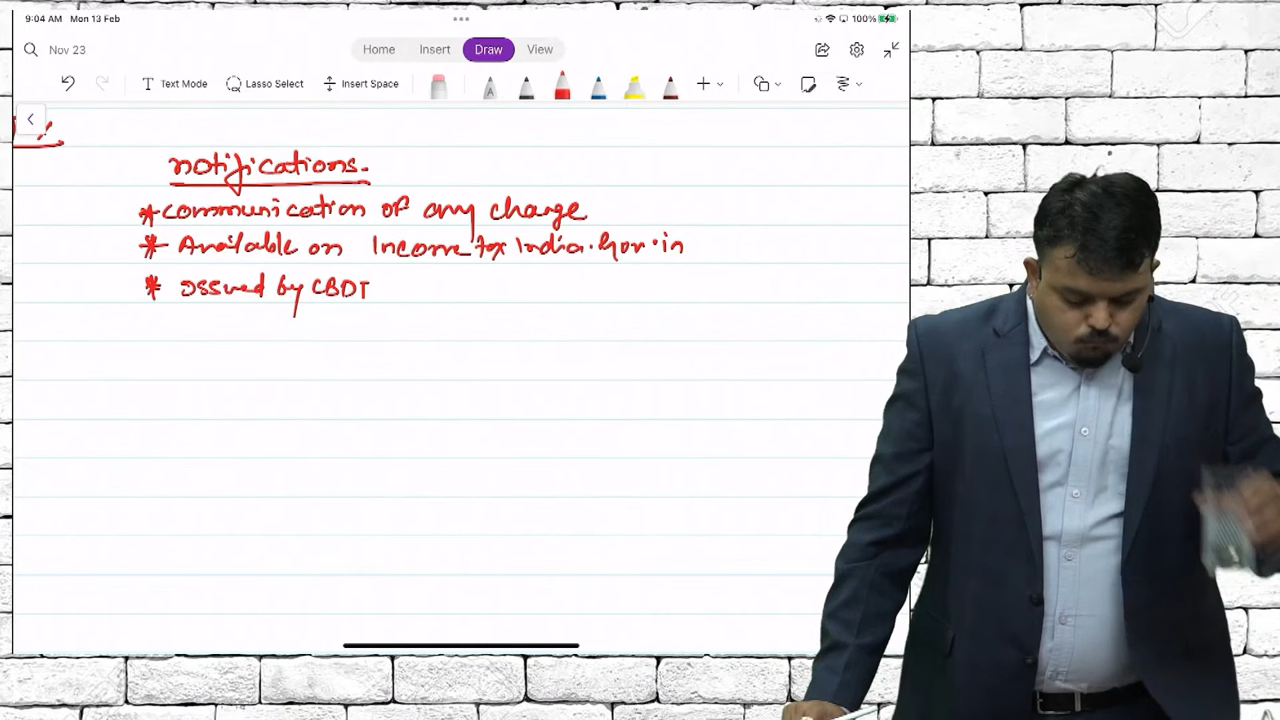 9:04 AM Mon 13 Feb
100%
Nov 23
Home Insert Draw View
Text Mode Lasso Select Insert Space
A
notifications.
* Communication of any change
* Available on Income tax India.Gov.in
* Issued by CBDT